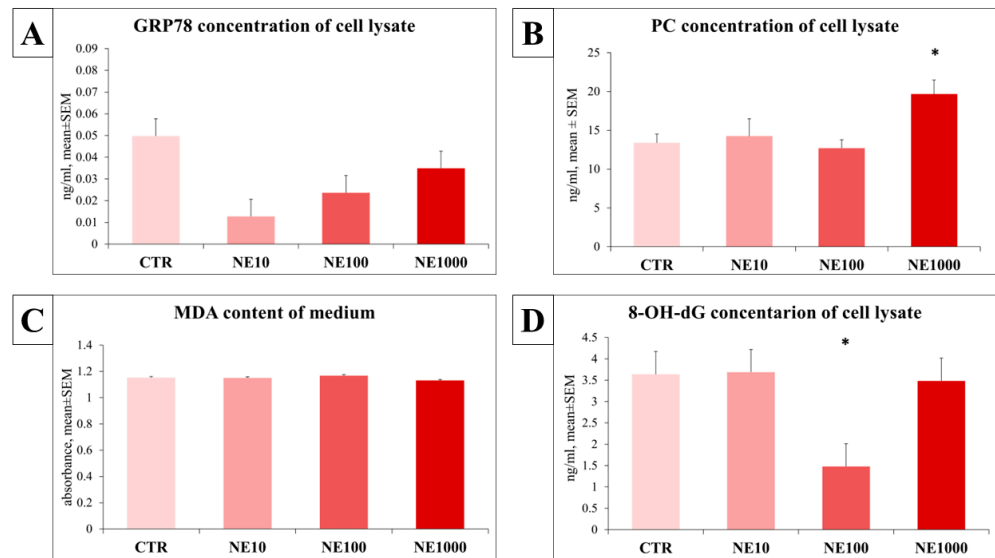 A
GRP78 concentration of cell lysate
ng/ml, mean±SEM
0.09
0.08
0.07
0.06
0.05
0.04
0.03
0.02
0.01
0
CTR NE10 NE100 NE1000
B
PC concentration of cell lysate
ng/ml, mean ± SEM
25
20
15
10
5
0
*
CTR NE10 NE100 NE1000
C
MDA content of medium
absorbance, mean±SEM
1.4
1.2
1
0.8
0.6
0.4
0.2
0
CTR NE10 NE100 NE1000
D
8-OH-dG concentarion of cell lysate
ng/ml, mean±SEM
4.5
4
3.5
3
2.5
2
1.5
1
0.5
0
*
CTR NE10 NE100 NE1000